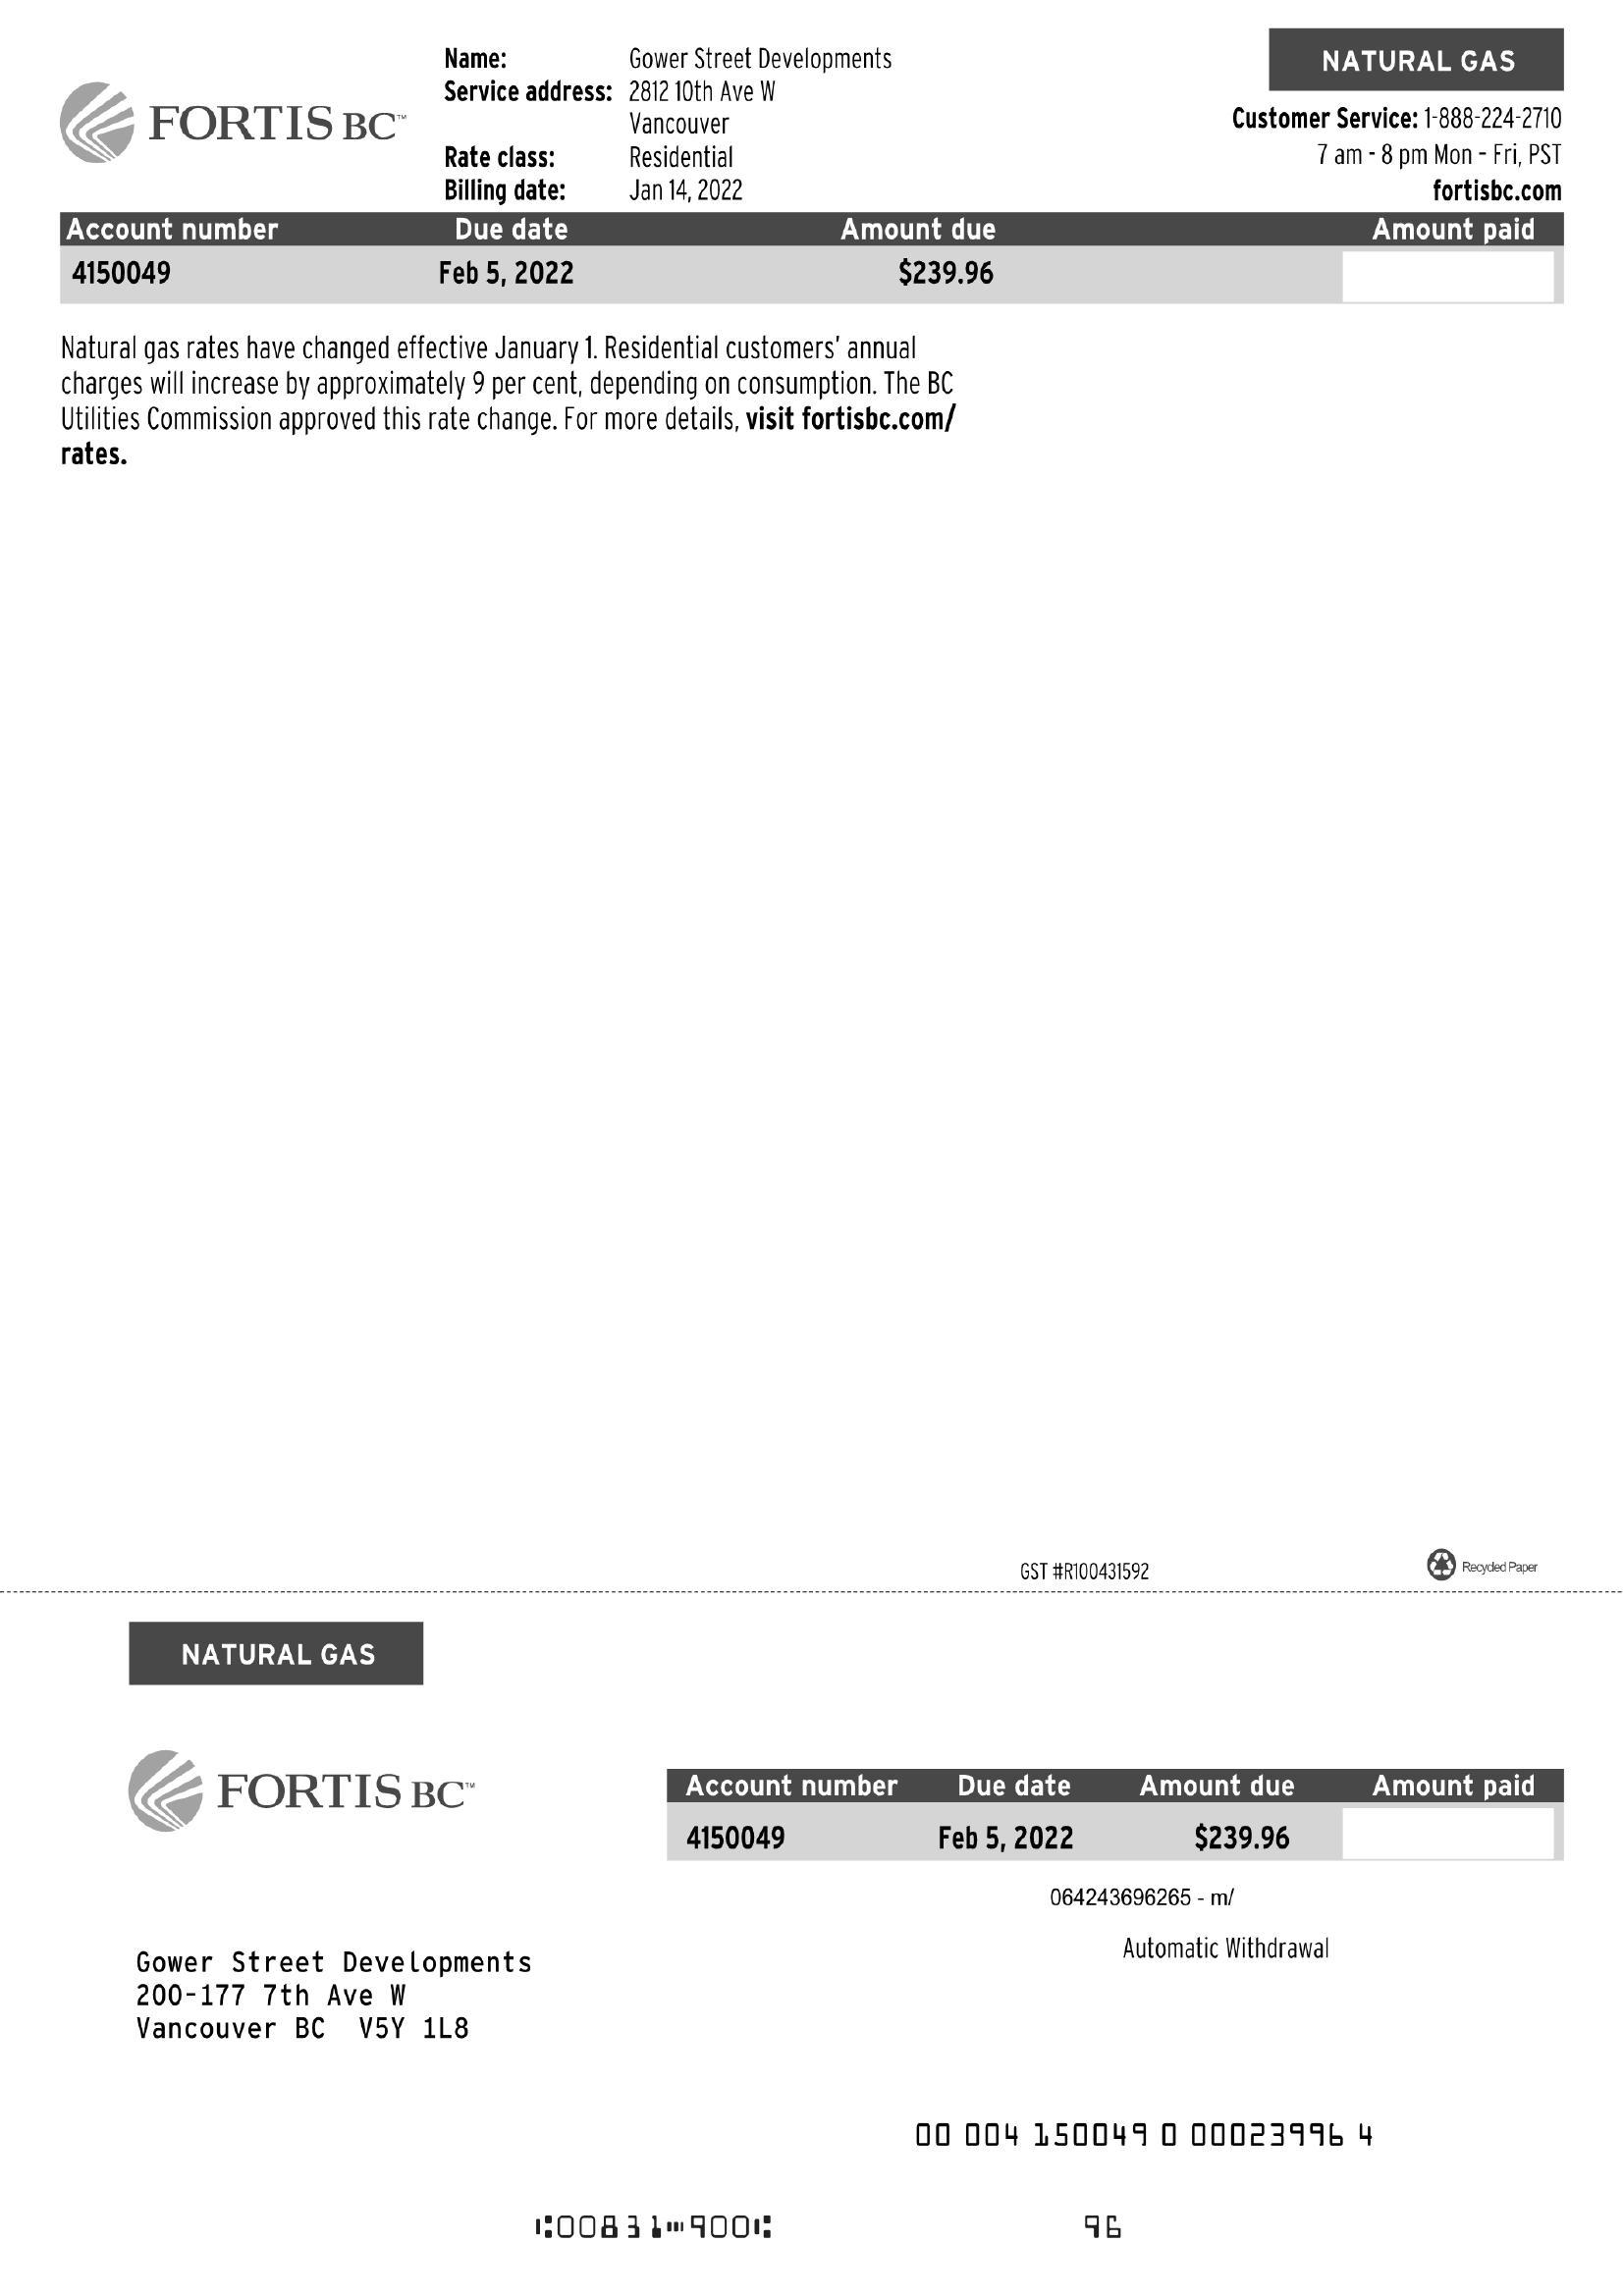 FORTIS BC™
Name: Gower Street Developments
Service address: 2812 10th Ave W
Vancouver
Rate class: Residential
Billing date: Jan 14, 2022
NATURAL GAS
Customer Service: 1-888-224-2710
7 am - 8 pm Mon - Fri, PST
fortisbc.com
Account number Due date Amount due Amount paid
4150049 Feb 5, 2022 $239.96
Natural gas rates have changed effective January 1. Residential customers' annual
charges will increase by approximately 9 per cent, depending on consumption. The BC
Utilities Commission approved this rate change. For more details, visit fortisbc.com/
rates.
GST #R100431592
Recycled Paper
NATURAL GAS
FORTIS BC™
Account number Due date Amount due Amount paid
4150049 Feb 5, 2022 $239.96
064243696265 - m/
Automatic Withdrawal
Gower Street Developments
200-177 7th Ave W
Vancouver BC V5Y 1L8
00 004 150049 0 00023996 4
⑆00831⑉900⑆ 96